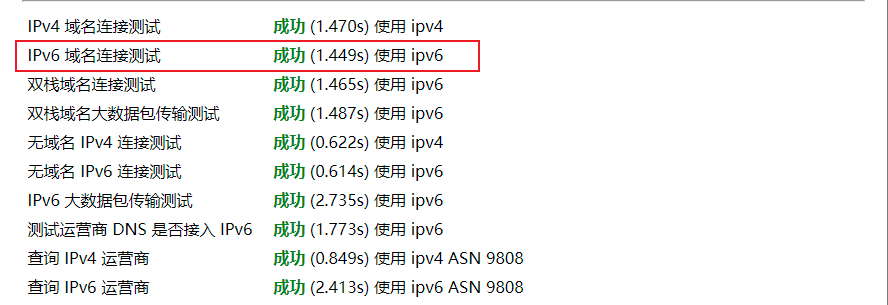 IPv4 域名连接测试 成功 (1.470s) 使用 ipv4
IPv6 域名连接测试 成功 (1.449s) 使用 ipv6
双栈域名连接测试 成功 (1.465s) 使用 ipv6
双栈域名大数据包传输测试 成功 (1.487s) 使用 ipv6
无域名 IPv4 连接测试 成功 (0.622s) 使用 ipv4
无域名 IPv6 连接测试 成功 (0.614s) 使用 ipv6
IPv6 大数据包传输测试 成功 (2.735s) 使用 ipv6
测试运营商 DNS 是否接入 IPv6 成功 (1.773s) 使用 ipv6
查询 IPv4 运营商 成功 (0.849s) 使用 ipv4 ASN 9808
查询 IPv6 运营商 成功 (2.413s) 使用 ipv6 ASN 9808